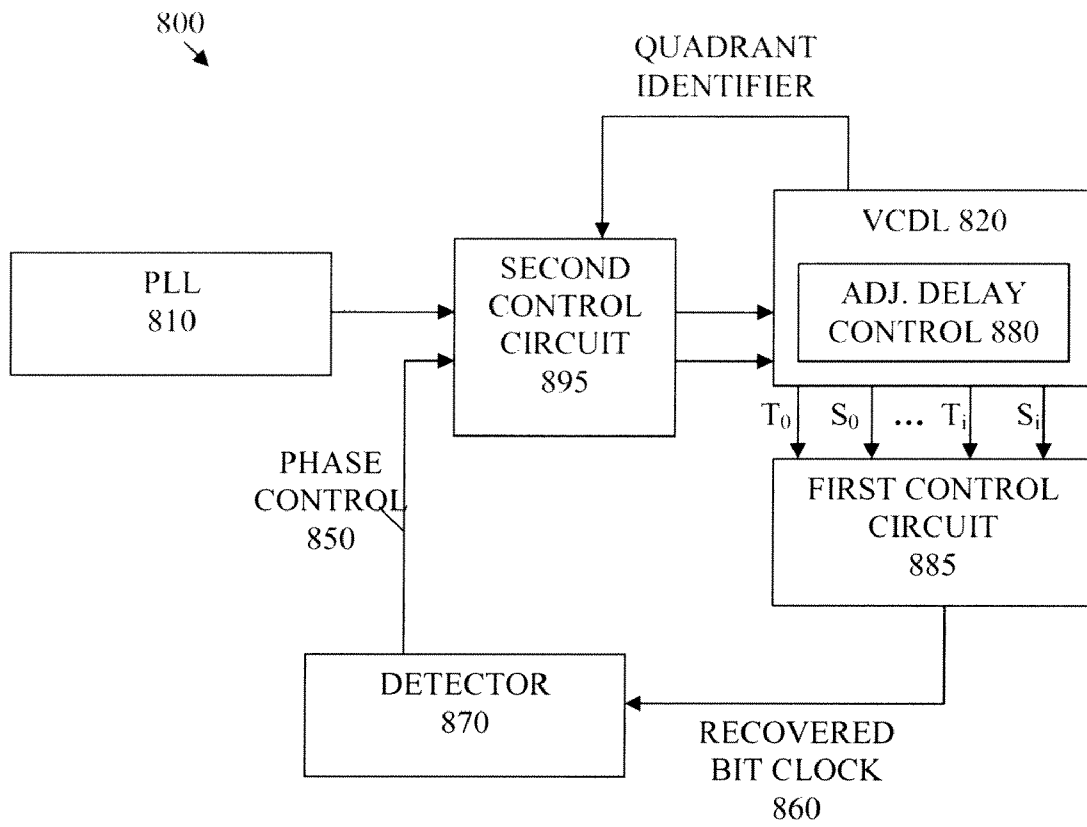 800
QUADRANT
IDENTIFIER
PLL
810
SECOND
CONTROL
CIRCUIT
895
VCDL 820
ADJ. DELAY
CONTROL 880
T₀ S₀ ... Tᵢ Sᵢ
PHASE
CONTROL
850
FIRST CONTROL
CIRCUIT
885
DETECTOR
870
RECOVERED
BIT CLOCK
860